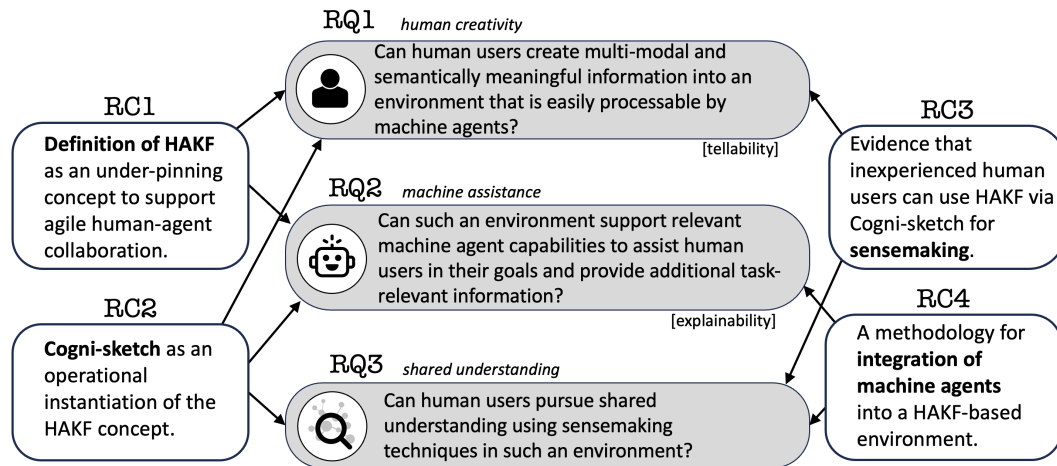 RQ1 human creativity
Can human users create multi-modal and
semantically meaningful information into an
environment that is easily processable by
machine agents?
[tellability]
RC1
Definition of HAKF
as an under-pinning
concept to support
agile human-agent
collaboration.
RQ2 machine assistance
Can such an environment support relevant
machine agent capabilities to assist human
users in their goals and provide additional task-
relevant information?
[explainability]
RC3
Evidence that
inexperienced human
users can use HAKF via
Cogni-sketch for
sensemaking.
RC2
Cogni-sketch as an
operational
instantiation of the
HAKF concept.
RQ3 shared understanding
Can human users pursue shared
understanding using sensemaking
techniques in such an environment?
RC4
A methodology for
integration of
machine agents
into a HAKF-based
environment.